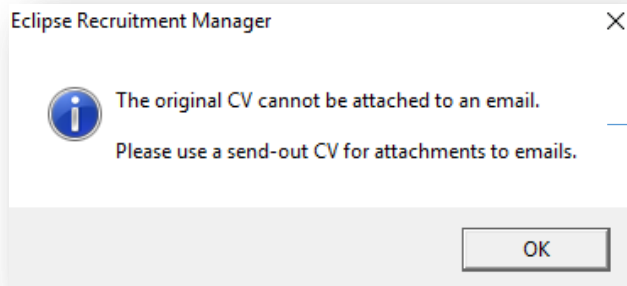 Eclipse Recruitment Manager
The original CV cannot be attached to an email.
Please use a send-out CV for attachments to emails.
OK